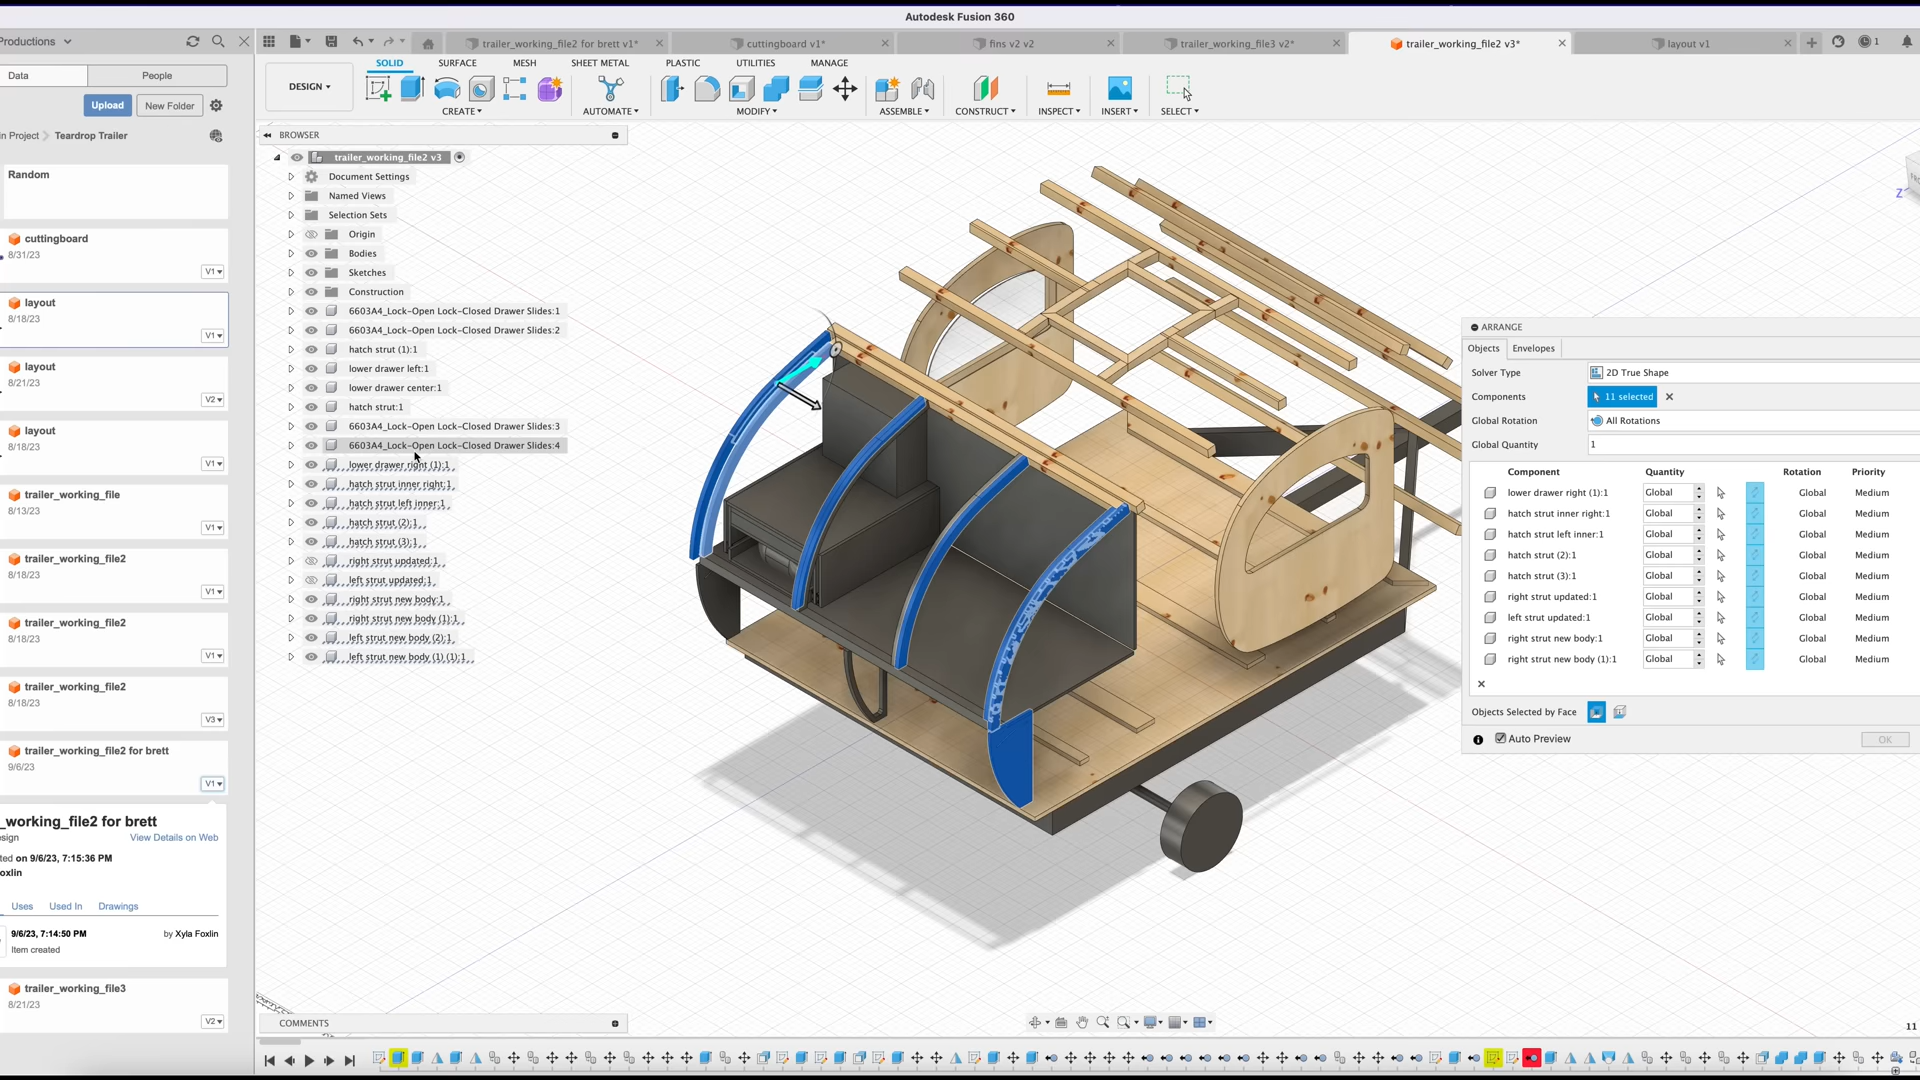 Autodesk Fusion 360
Productions
trailer_working_file2 for brett v1*
cuttingboard v1*
fins v2 v2
trailer_working_file3 v2*
trailer_working_file2 v3*
layout v1
1
Data
People
Upload
New Folder
in Project
Teardrop Trailer
DESIGN
SOLID
SURFACE
MESH
SHEET METAL
PLASTIC
UTILITIES
MANAGE
CREATE
AUTOMATE
MODIFY
ASSEMBLE
CONSTRUCT
INSPECT
INSERT
SELECT
Random
cuttingboard
8/31/23
V1
layout
8/18/23
V1
layout
8/21/23
V2
layout
8/18/23
V1
trailer_working_file
8/13/23
V1
trailer_working_file2
8/18/23
V1
trailer_working_file2
8/18/23
V1
trailer_working_file2
8/18/23
V3
trailer_working_file2 for brett
9/6/23
V1
_working_file2 for brett
sign
View Details on Web
ted on 9/6/23, 7:15:36 PM
oxlin
Uses
Used In
Drawings
9/6/23, 7:14:50 PM
by Xyla Foxlin
Item created
trailer_working_file3
8/21/23
V2
BROWSER
trailer_working_file2 v3
Document Settings
Named Views
Selection Sets
Origin
Bodies
Sketches
Construction
6603A4_Lock-Open Lock-Closed Drawer Slides:1
6603A4_Lock-Open Lock-Closed Drawer Slides:2
hatch strut (1):1
lower drawer left:1
lower drawer center:1
hatch strut:1
6603A4_Lock-Open Lock-Closed Drawer Slides:3
6603A4_Lock-Open Lock-Closed Drawer Slides:4
lower drawer right (1):1
hatch strut inner right:1
hatch strut left inner:1
hatch strut (2):1
hatch strut (3):1
right strut updated:1
left strut updated:1
right strut new body:1
right strut new body (1):1
left strut new body (2):1
left strut new body (1) (1):1
Z
ARRANGE
Objects
Envelopes
Solver Type
2D True Shape
Components
11 selected
Global Rotation
All Rotations
Global Quantity
1
Component
Quantity
Rotation
Priority
lower drawer right (1):1
Global
Global
Medium
hatch strut inner right:1
Global
Global
Medium
hatch strut left inner:1
Global
Global
Medium
hatch strut (2):1
Global
Global
Medium
hatch strut (3):1
Global
Global
Medium
right strut updated:1
Global
Global
Medium
left strut updated:1
Global
Global
Medium
right strut new body:1
Global
Global
Medium
right strut new body (1):1
Global
Global
Medium
Objects Selected by Face
Auto Preview
OK
COMMENTS
11